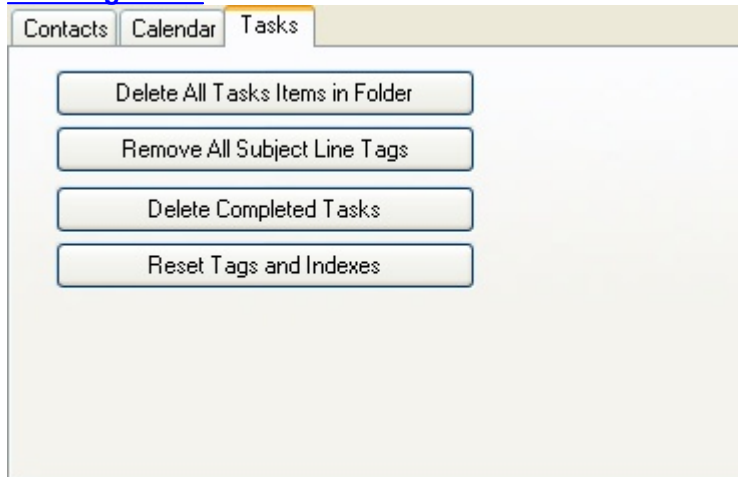 Contacts Calendar Tasks
Delete All Tasks Items in Folder
Remove All Subject Line Tags
Delete Completed Tasks
Reset Tags and Indexes